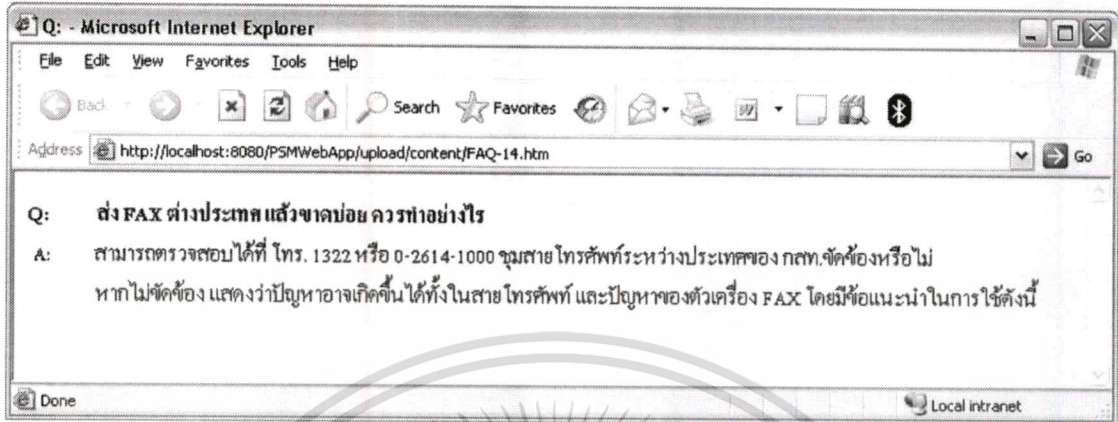 Q: - Microsoft Internet Explorer
File Edit View Favorites Tools Help
Back Search Favorites
Address http://localhost:8080/PSMWebApp/upload/content/FAQ-14.htm Go
Q: ส่ง FAX ต่างประเทศ แล้วขาดบ่อย ควรทำอย่างไร
A: สามารถตรวจสอบได้ที่ โทร. 1322 หรือ 0-2614-1000 ชุมสายโทรศัพท์ระหว่างประเทศของ กสท.ขัดข้องหรือไม่
หากไม่ขัดข้อง แสดงว่าปัญหาอาจเกิดขึ้นได้ทั้งในสายโทรศัพท์ และปัญหาของตัวเครื่อง FAX โดยมีข้อแนะนำในการใช้ดังนี้
Done Local intranet